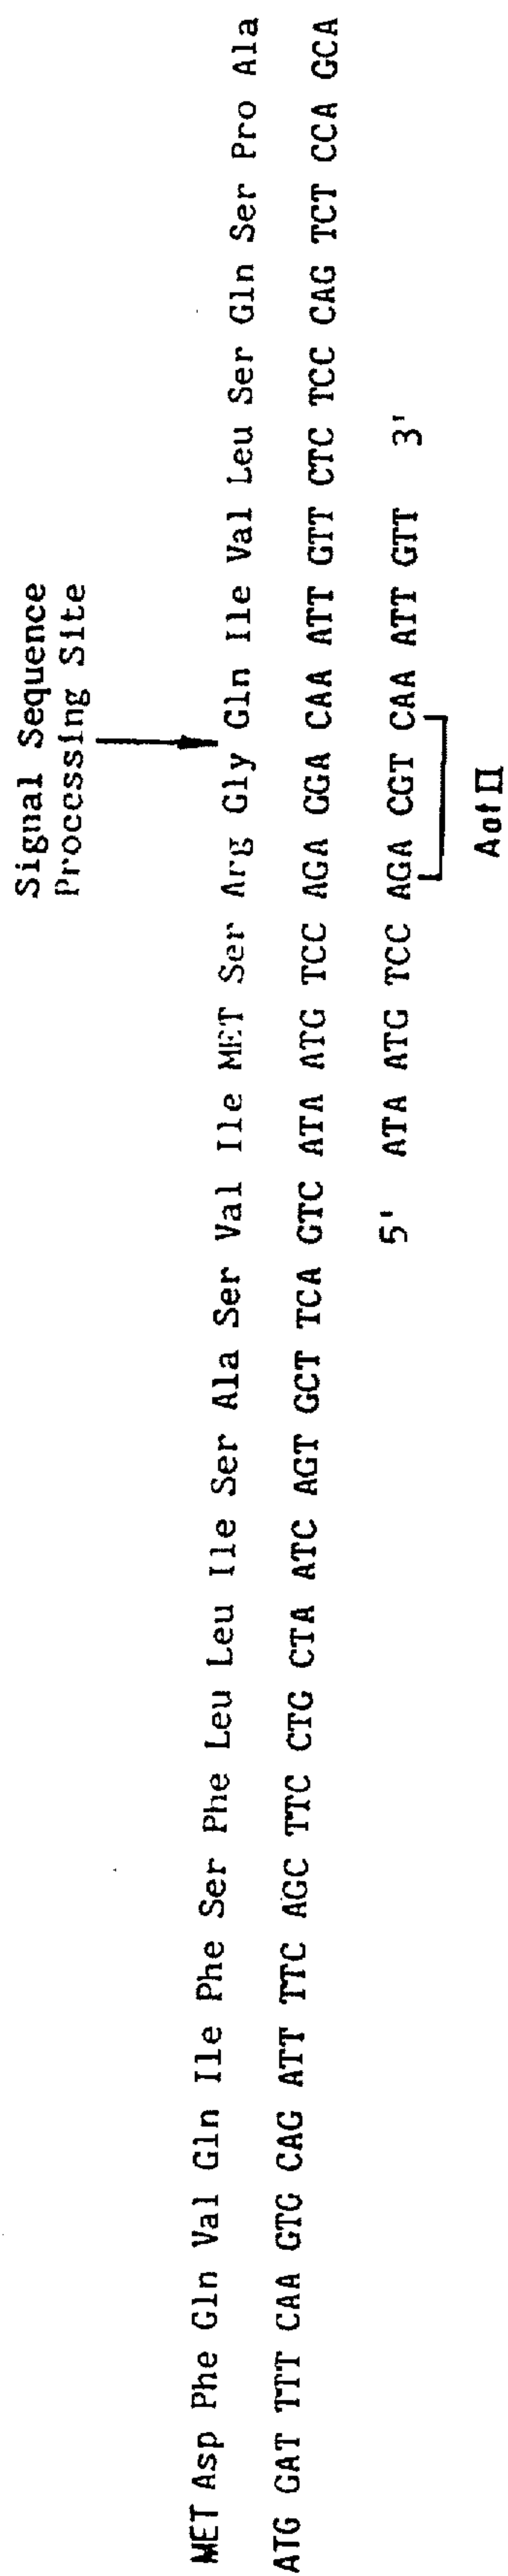 Signal Sequence
Processing Site
MET Asp Phe Gln Val Gln Ile Phe Ser Phe Leu Leu Ile Ser Ala Ser Val Ile MET Ser Arg Gly Gln Ile Val Leu Ser Gln Ser Pro Ala
ATG GAT TTT CAA GTG CAG ATT TTC AGC TTC CTG CTA ATC AGT GCT TCA GTC ATA ATG TCC AGA GGA CAA ATT GTT CTC TCC CAG TCT CCA GCA
5' ATA ATG TCC AGA CGT CAA ATT GTT 3'
Aat II